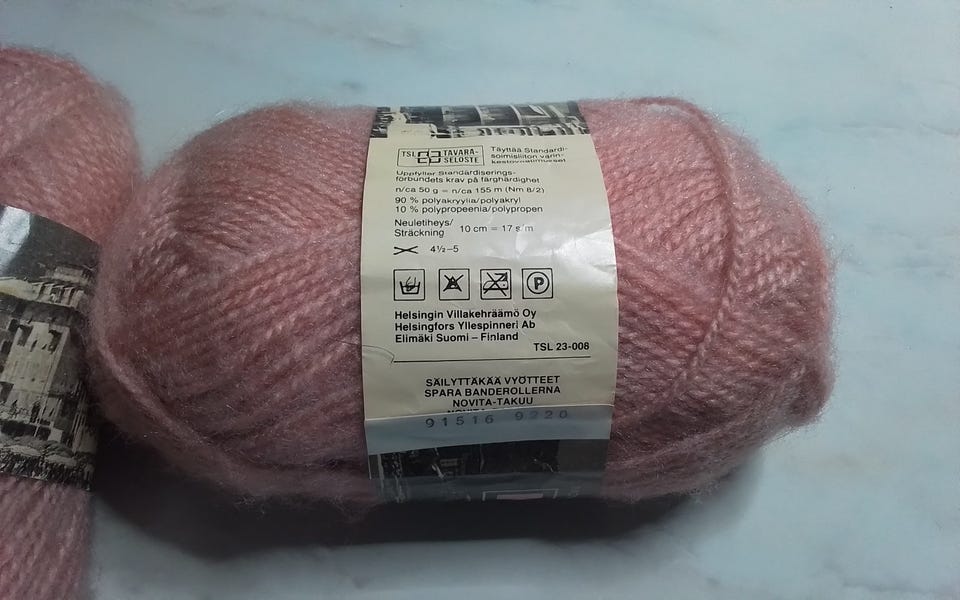 TSL TAVARA-
SELOSTE
Täyttää Standardi-
soimisliiton värin-
kestovaatimukset
Uppfyller Standardiserings-
förbundets krav på färghärdighet
n/ca 50 g = n/ca 155 m (Nm 8/2)
90 % polyakryylia/polyakryl
10 % polypropeenia/polypropen
Neuletiheys/
Sträckning 10 cm = 17 s/m
4½–5
P
Helsingin Villakehräämö Oy
Helsingfors Yllespinneri Ab
Elimäki Suomi – Finland
TSL 23-008
SÄILYTTÄKÄÄ VYÖTTEET
SPARA BANDEROLLERNA
NOVITA-TAKUU
91516 9220